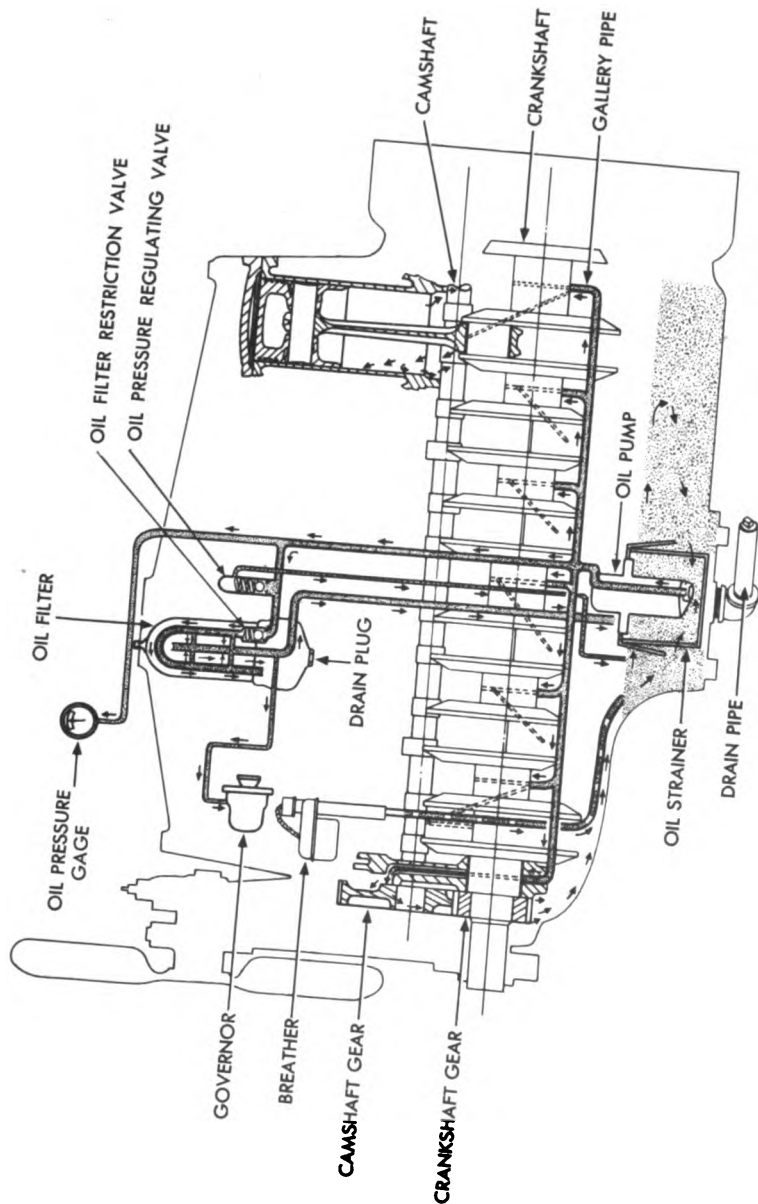 OIL PRESSURE
GAGE
OIL FILTER
OIL FILTER RESTRICTION VALVE
OIL PRESSURE REGULATING VALVE
GOVERNOR
BREATHER
CAMSHAFT GEAR
CRANKSHAFT GEAR
DRAIN PLUG
CAMSHAFT
CRANKSHAFT
GALLERY PIPE
OIL PUMP
OIL STRAINER
DRAIN PIPE